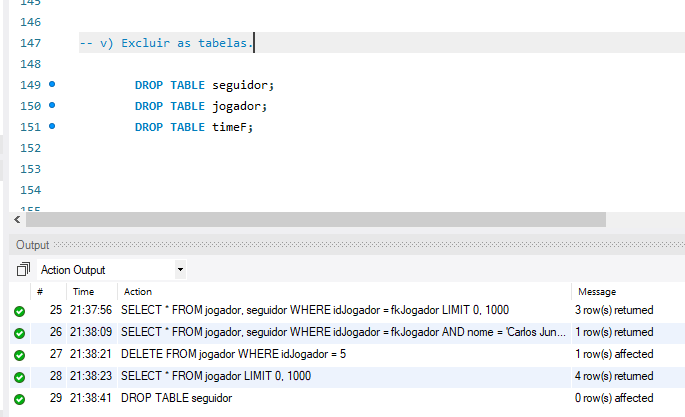 145
146
147 -- v) Excluir as tabelas.
148
149 DROP TABLE seguidor;
150 DROP TABLE jogador;
151 DROP TABLE timeF;
152
153
154
155
Output
Action Output
# Time Action Message
25 21:37:56 SELECT * FROM jogador, seguidor WHERE idJogador = fkJogador LIMIT 0, 1000 3 row(s) returned
26 21:38:09 SELECT * FROM jogador, seguidor WHERE idJogador = fkJogador AND nome = 'Carlos Jun... 1 row(s) returned
27 21:38:21 DELETE FROM jogador WHERE idJogador = 5 1 row(s) affected
28 21:38:23 SELECT * FROM jogador LIMIT 0, 1000 4 row(s) returned
29 21:38:41 DROP TABLE seguidor 0 row(s) affected